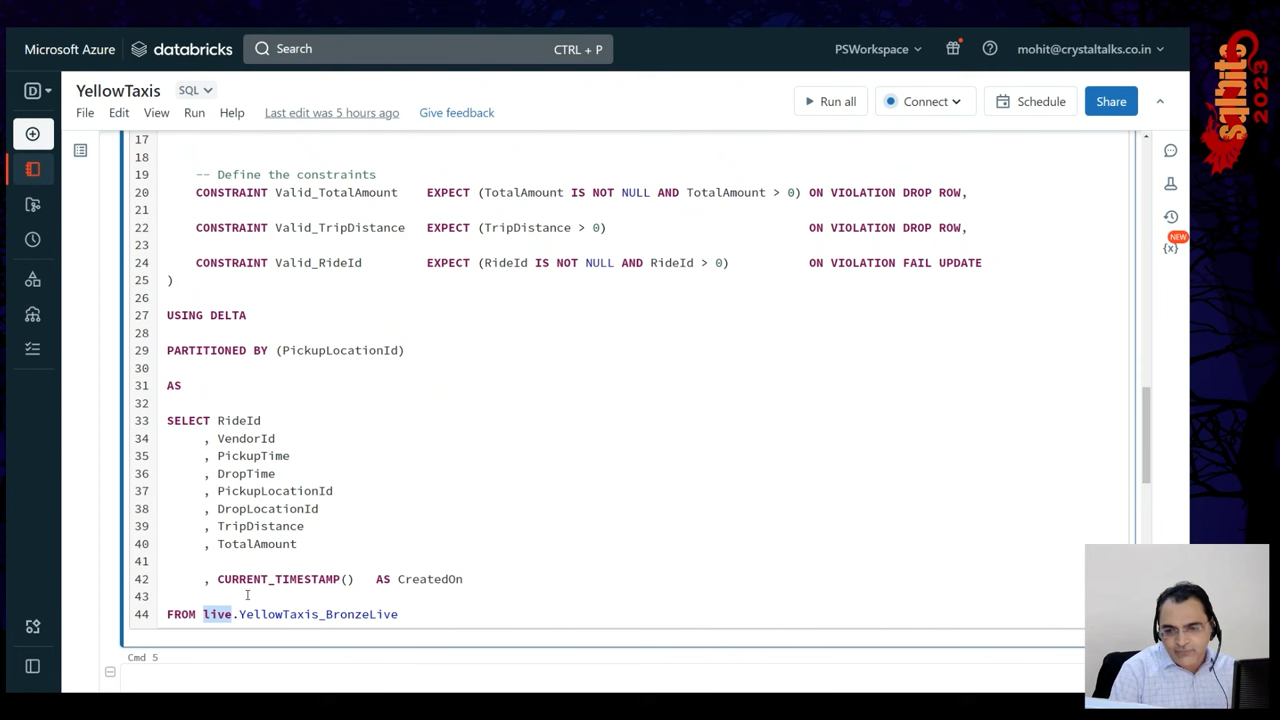 Microsoft Azure databricks Search CTRL + P PSWorkspace mohit@crystaltalks.co.in
sqlbits 2023
D
YellowTaxis SQL
File Edit View Run Help Last edit was 5 hours ago Give feedback
Run all Connect Schedule Share
NEW
{x}
17
18
19 -- Define the constraints
20 CONSTRAINT Valid_TotalAmount EXPECT (TotalAmount IS NOT NULL AND TotalAmount > 0) ON VIOLATION DROP ROW,
21
22 CONSTRAINT Valid_TripDistance EXPECT (TripDistance > 0) ON VIOLATION DROP ROW,
23
24 CONSTRAINT Valid_RideId EXPECT (RideId IS NOT NULL AND RideId > 0) ON VIOLATION FAIL UPDATE
25 )
26
27 USING DELTA
28
29 PARTITIONED BY (PickupLocationId)
30
31 AS
32
33 SELECT RideId
34 , VendorId
35 , PickupTime
36 , DropTime
37 , PickupLocationId
38 , DropLocationId
39 , TripDistance
40 , TotalAmount
41
42 , CURRENT_TIMESTAMP() AS CreatedOn
43
44 FROM live.YellowTaxis_BronzeLive
Cmd 5